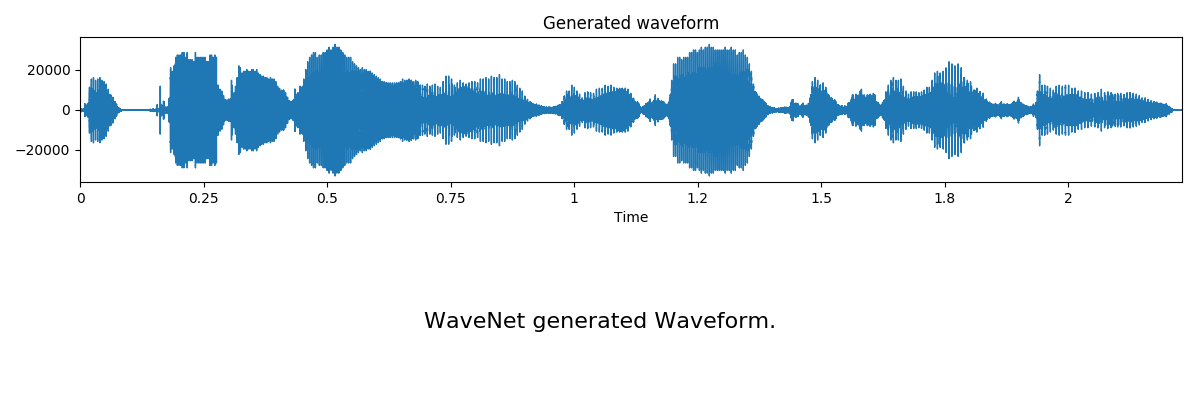 Generated waveform
20000
0
−20000
0 0.25 0.5 0.75 1 1.2 1.5 1.8 2
Time
WaveNet generated Waveform.